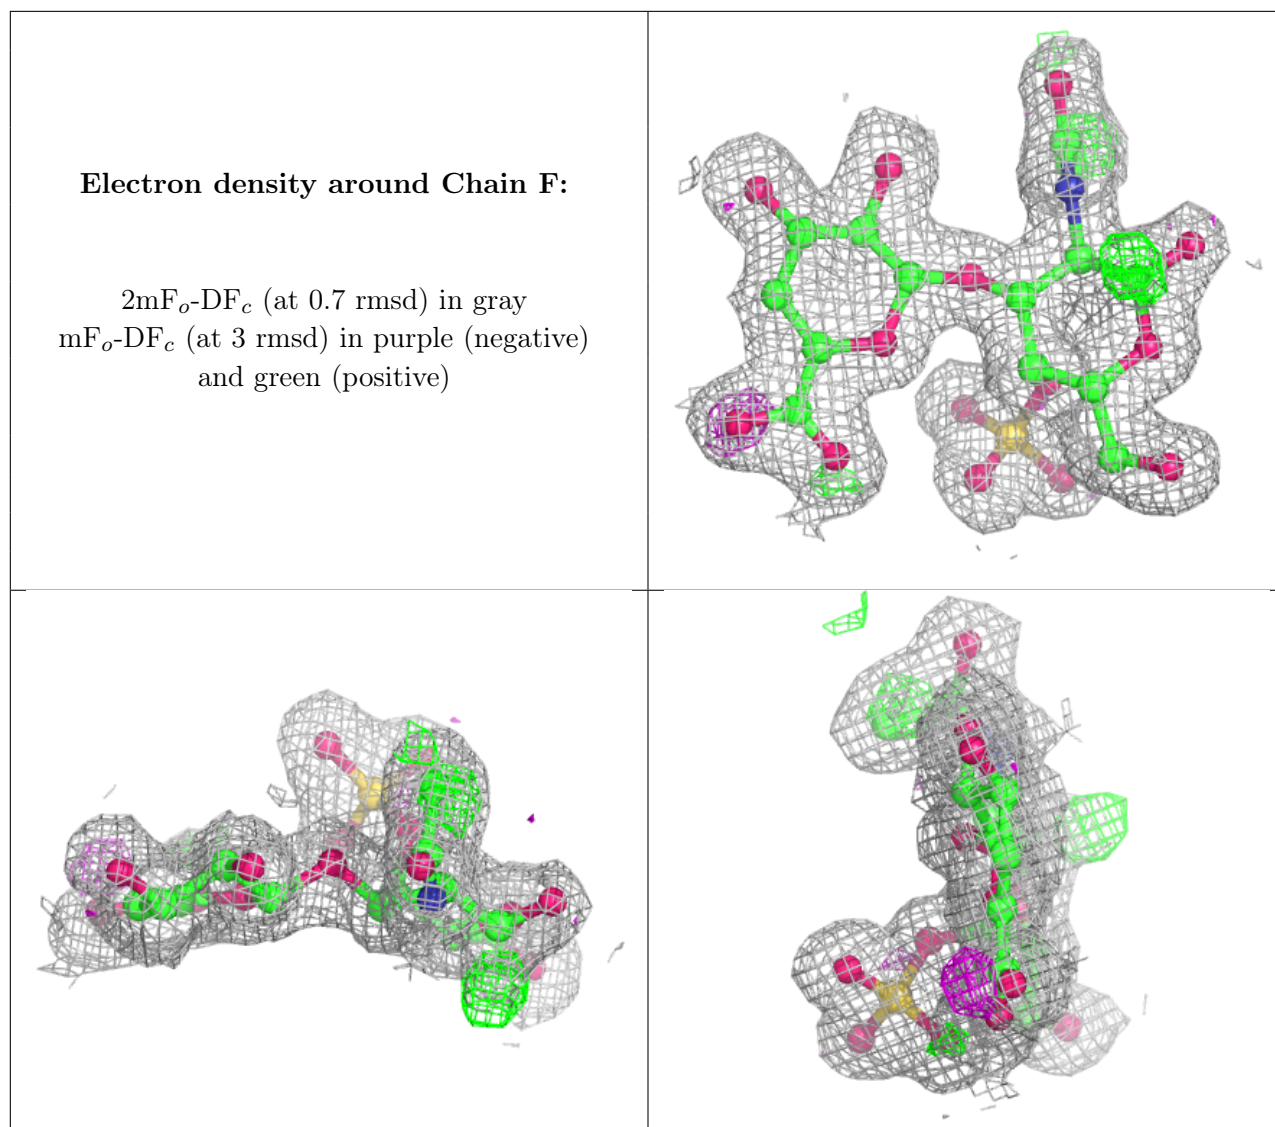 Electron density around Chain F:
2mFₒ-DF𝒸 (at 0.7 rmsd) in gray
mFₒ-DF𝒸 (at 3 rmsd) in purple (negative)
and green (positive)